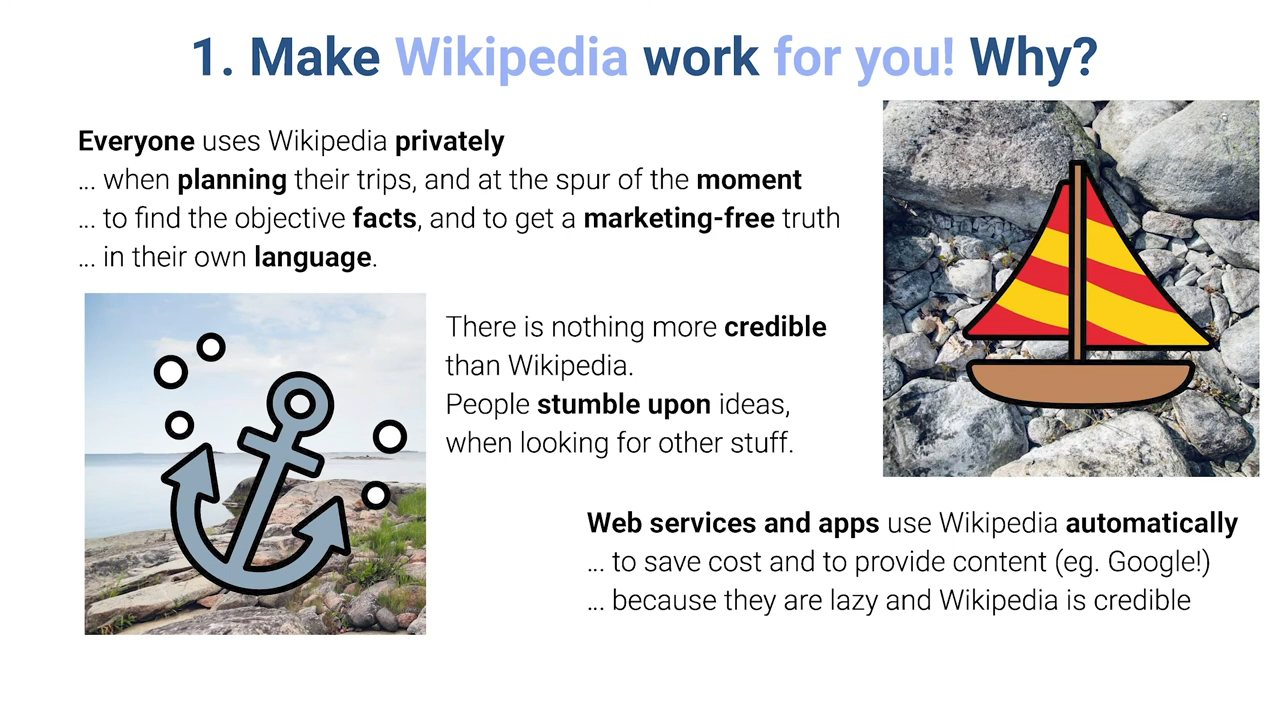 1. Make Wikipedia work for you! Why?
Everyone uses Wikipedia privately
... when planning their trips, and at the spur of the moment
... to find the objective facts, and to get a marketing-free truth
... in their own language.
There is nothing more credible
than Wikipedia.
People stumble upon ideas,
when looking for other stuff.
Web services and apps use Wikipedia automatically
... to save cost and to provide content (eg. Google!)
... because they are lazy and Wikipedia is credible